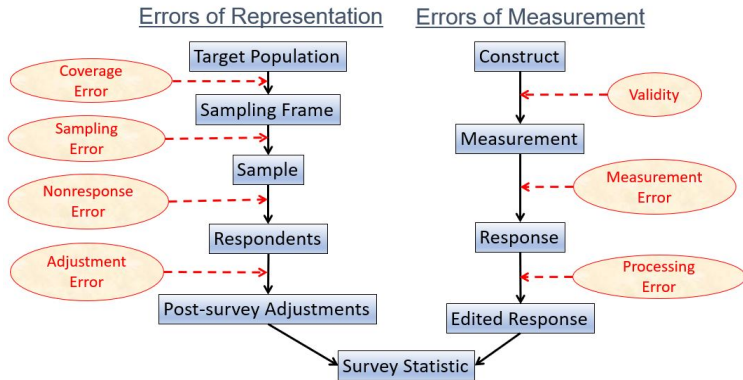 Errors of Representation
Errors of Measurement
Target Population
Construct
Coverage
Error
Validity
Sampling Frame
Measurement
Sampling
Error
Sample
Measurement
Error
Nonresponse
Error
Respondents
Response
Adjustment
Error
Processing
Error
Post-survey Adjustments
Edited Response
Survey Statistic